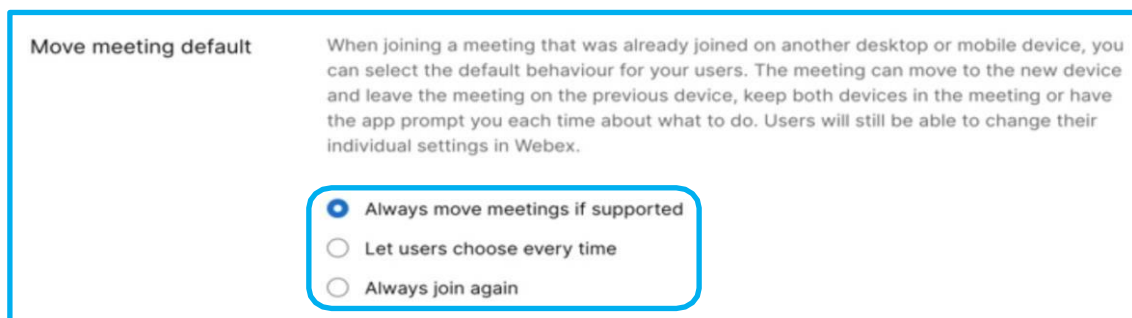 Move meeting default
When joining a meeting that was already joined on another desktop or mobile device, you
can select the default behaviour for your users. The meeting can move to the new device
and leave the meeting on the previous device, keep both devices in the meeting or have
the app prompt you each time about what to do. Users will still be able to change their
individual settings in Webex.
Always move meetings if supported
Let users choose every time
Always join again